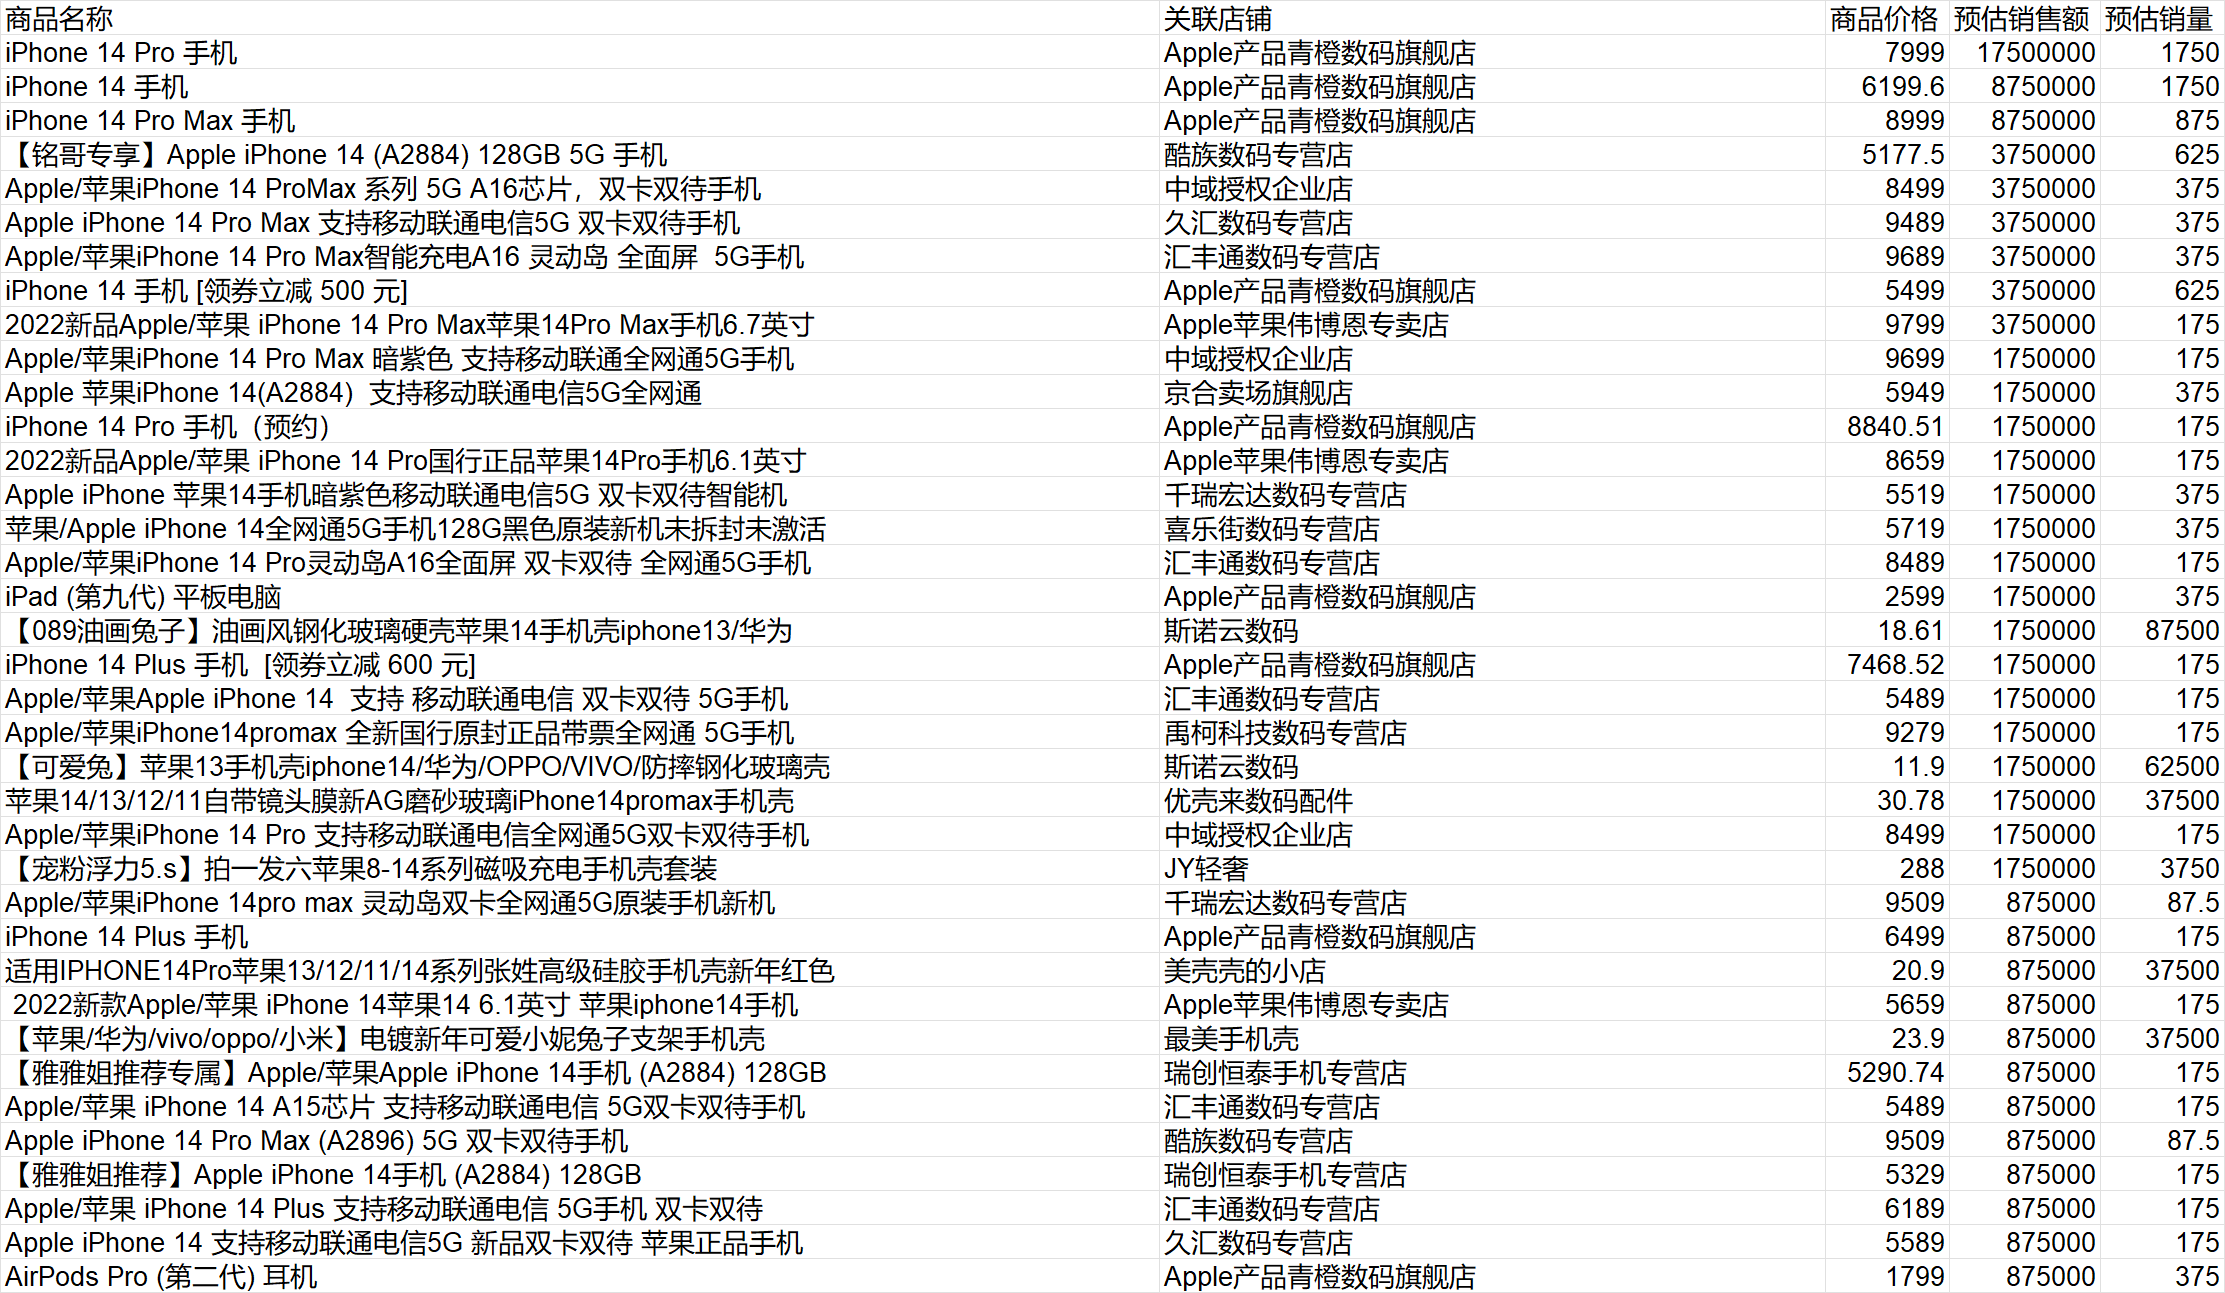 商品名称 关联店铺 商品价格 预估销售额 预估销量
iPhone 14 Pro 手机 Apple产品青橙数码旗舰店 7999 17500000 1750
iPhone 14 手机 Apple产品青橙数码旗舰店 6199.6 8750000 1750
iPhone 14 Pro Max 手机 Apple产品青橙数码旗舰店 8999 8750000 875
【铭哥专享】Apple iPhone 14 (A2884) 128GB 5G 手机 酷族数码专营店 5177.5 3750000 625
Apple/苹果iPhone 14 ProMax 系列 5G A16芯片，双卡双待手机 中域授权企业店 8499 3750000 375
Apple iPhone 14 Pro Max 支持移动联通电信5G 双卡双待手机 久汇数码专营店 9489 3750000 375
Apple/苹果iPhone 14 Pro Max智能充电A16 灵动岛 全面屏  5G手机 汇丰通数码专营店 9689 3750000 375
iPhone 14 手机 [领券立减 500 元] Apple产品青橙数码旗舰店 5499 3750000 625
2022新品Apple/苹果 iPhone 14 Pro Max苹果14Pro Max手机6.7英寸 Apple苹果伟博恩专卖店 9799 3750000 175
Apple/苹果iPhone 14 Pro Max 暗紫色 支持移动联通全网通5G手机 中域授权企业店 9699 1750000 175
Apple 苹果iPhone 14(A2884）支持移动联通电信5G全网通 京合卖场旗舰店 5949 1750000 375
iPhone 14 Pro 手机（预约） Apple产品青橙数码旗舰店 8840.51 1750000 175
2022新品Apple/苹果 iPhone 14 Pro国行正品苹果14Pro手机6.1英寸 Apple苹果伟博恩专卖店 8659 1750000 175
Apple iPhone 苹果14手机暗紫色移动联通电信5G 双卡双待智能机 千瑞宏达数码专营店 5519 1750000 375
苹果/Apple iPhone 14全网通5G手机128G黑色原装新机未拆封未激活 喜乐街数码专营店 5719 1750000 375
Apple/苹果iPhone 14 Pro灵动岛A16全面屏 双卡双待 全网通5G手机 汇丰通数码专营店 8489 1750000 175
iPad (第九代) 平板电脑 Apple产品青橙数码旗舰店 2599 1750000 375
【089油画兔子】油画风钢化玻璃硬壳苹果14手机壳iphone13/华为 斯诺云数码 18.61 1750000 87500
iPhone 14 Plus 手机  [领券立减 600 元] Apple产品青橙数码旗舰店 7468.52 1750000 175
Apple/苹果Apple iPhone 14  支持 移动联通电信 双卡双待 5G手机 汇丰通数码专营店 5489 1750000 175
Apple/苹果iPhone14promax 全新国行原封正品带票全网通 5G手机 禹柯科技数码专营店 9279 1750000 175
【可爱兔】苹果13手机壳iphone14/华为/OPPO/VIVO/防摔钢化玻璃壳 斯诺云数码 11.9 1750000 62500
苹果14/13/12/11自带镜头膜新AG磨砂玻璃iPhone14promax手机壳 优壳来数码配件 30.78 1750000 37500
Apple/苹果iPhone 14 Pro 支持移动联通电信全网通5G双卡双待手机 中域授权企业店 8499 1750000 175
【宠粉浮力5.s】拍一发六苹果8-14系列磁吸充电手机壳套装 JY轻奢 288 1750000 3750
Apple/苹果iPhone 14pro max 灵动岛双卡全网通5G原装手机新机 千瑞宏达数码专营店 9509 875000 87.5
iPhone 14 Plus 手机 Apple产品青橙数码旗舰店 6499 875000 175
适用IPHONE14Pro苹果13/12/11/14系列张姓高级硅胶手机壳新年红色 美壳壳的小店 20.9 875000 37500
2022新款Apple/苹果 iPhone 14苹果14 6.1英寸 苹果iphone14手机 Apple苹果伟博恩专卖店 5659 875000 175
【苹果/华为/vivo/oppo/小米】电镀新年可爱小妮兔子支架手机壳 最美手机壳 23.9 875000 37500
【雅雅姐推荐专属】Apple/苹果Apple iPhone 14手机 (A2884) 128GB 瑞创恒泰手机专营店 5290.74 875000 175
Apple/苹果 iPhone 14 A15芯片 支持移动联通电信 5G双卡双待手机 汇丰通数码专营店 5489 875000 175
Apple iPhone 14 Pro Max (A2896) 5G 双卡双待手机 酷族数码专营店 9509 875000 87.5
【雅雅姐推荐】Apple iPhone 14手机 (A2884) 128GB 瑞创恒泰手机专营店 5329 875000 175
Apple/苹果 iPhone 14 Plus 支持移动联通电信 5G手机 双卡双待 汇丰通数码专营店 6189 875000 175
Apple iPhone 14 支持移动联通电信5G 新品双卡双待 苹果正品手机 久汇数码专营店 5589 875000 175
AirPods Pro (第二代) 耳机 Apple产品青橙数码旗舰店 1799 875000 375